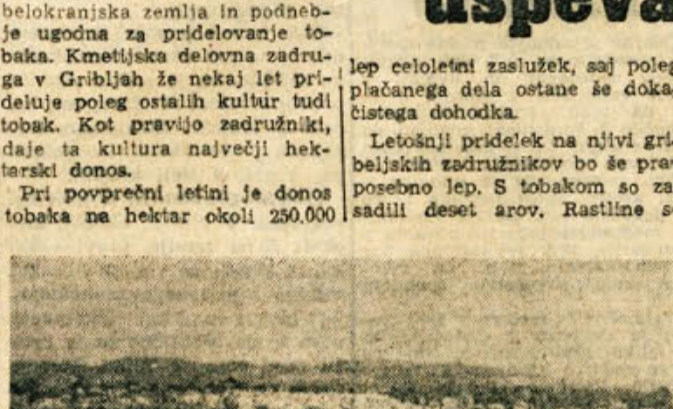 uspeva
belokranjska zemlja in podneb-
je ugodna za pridelovanje to-
baka. Kmetijska delovna zadru-
ga v Gribljah že nekaj let pri-
deluje poleg ostalih kultur tudi
tobak. Kot pravijo zadružniki,
daje ta kultura največji hek-
tarski donos.
Pri povprečni letini je donos
tobaka na hektar okoli 250.000
lep celoletni zaslužek, saj poleg
plačanega dela ostane še doka
čistega dohodka.
Letošnji pridelek na njivi gri-
beljskih zadružnikov bo še prav
posebno lep. S tobakom so za-
sadili deset arov. Rastline s